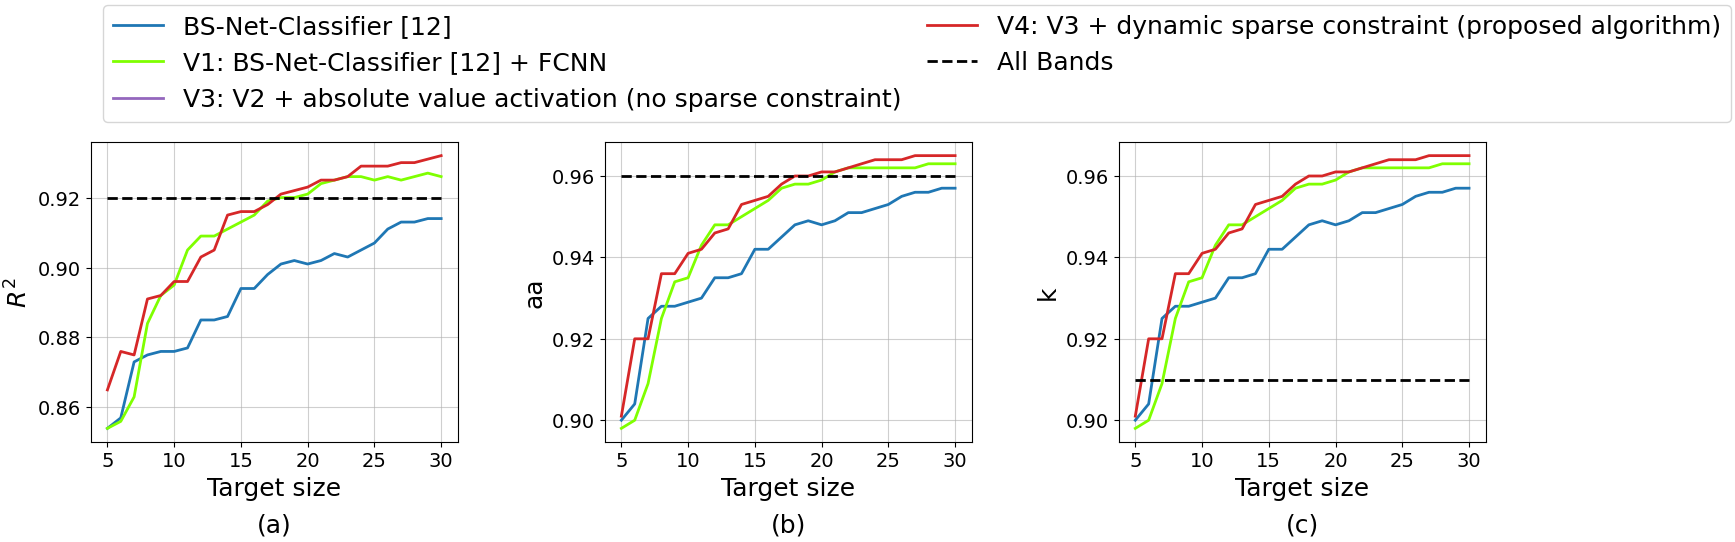 BS-Net-Classifier [12]
V1: BS-Net-Classifier [12] + FCNN
V3: V2 + absolute value activation (no sparse constraint)
V4: V3 + dynamic sparse constraint (proposed algorithm)
All Bands
R²
0.92
0.90
0.88
0.86
5 10 15 20 25 30
Target size
(a)
aa
0.96
0.94
0.92
0.90
5 10 15 20 25 30
Target size
(b)
k
0.96
0.94
0.92
0.90
5 10 15 20 25 30
Target size
(c)